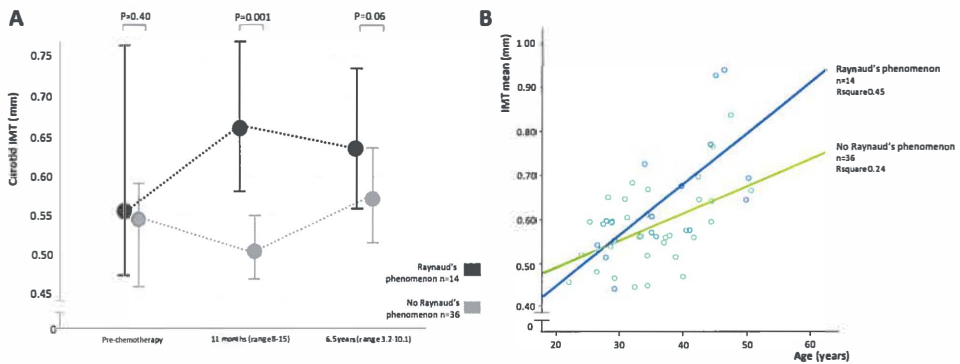 A
P>0.40
P=0.001
P=0.06
Carotid IMT (mm)
0.75
0.70
0.65
0.60
0.55
0.50
0.45
0
Pre-chemotherapy
11 months (range 8-15)
6.5 years (range 3.2-10.1)
Raynaud's
phenomenon n=14
No Raynaud's
phenomenon n=36
B
IMT mean (mm)
1.00
0.90
0.80
0.70
0.60
0.50
0.40
0
20
30
40
50
60
Age (years)
Raynaud's phenomenon
n=14
Rsquare0.45
No Raynaud's phenomenon
n=36
Rsquare0.24